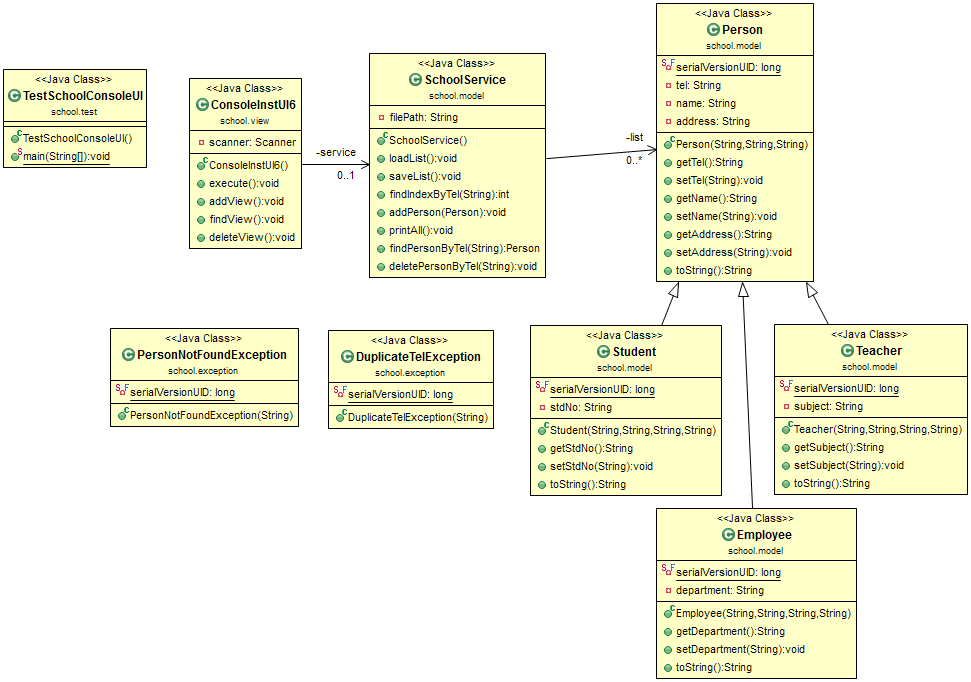 <<Java Class>>
TestSchoolConsoleUI
school.test
TestSchoolConsoleUI()
main(String[]):void
<<Java Class>>
ConsoleInstUI6
school.view
scanner: Scanner
ConsoleInstUI6()
execute():void
addView():void
findView():void
deleteView():void
-service
0..1
<<Java Class>>
SchoolService
school.model
filePath: String
SchoolService()
loadList():void
saveList():void
findIndexByTel(String):int
addPerson(Person):void
printAll():void
findPersonByTel(String):Person
deletePersonByTel(String):void
-list
0..*
<<Java Class>>
Person
school.model
serialVersionUID: long
tel: String
name: String
address: String
Person(String,String,String)
getTel():String
setTel(String):void
getName():String
setName(String):void
getAddress():String
setAddress(String):void
toString():String
<<Java Class>>
PersonNotFoundException
school.exception
serialVersionUID: long
PersonNotFoundException(String)
<<Java Class>>
DuplicateTelException
school.exception
serialVersionUID: long
DuplicateTelException(String)
<<Java Class>>
Student
school.model
serialVersionUID: long
stdNo: String
Student(String,String,String,String)
getStdNo():String
setStdNo(String):void
toString():String
<<Java Class>>
Teacher
school.model
serialVersionUID: long
subject: String
Teacher(String,String,String,String)
getSubject():String
setSubject(String):void
toString():String
<<Java Class>>
Employee
school.model
serialVersionUID: long
department: String
Employee(String,String,String,String)
getDepartment():String
setDepartment(String):void
toString():String